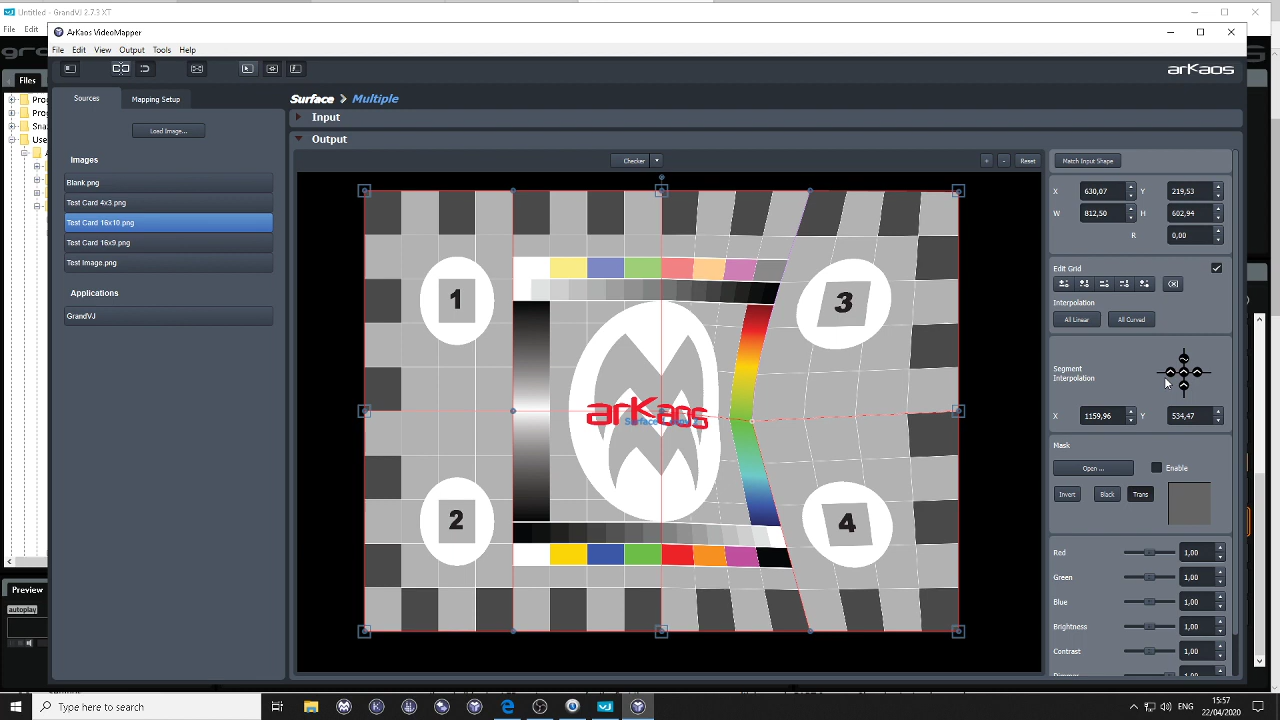 Untitled - GrandVJ 2.7.3 XT
File Edit
ArKaos VideoMapper
File Edit View Output Tools Help
arkaos
Files
Sources
Mapping Setup
Surface > Multiple
Load Image...
Input
Output
Images
Blank.png
Test Card 4x3.png
Test Card 16x10.png
Test Card 16x9.png
Test Image.png
Applications
GrandVJ
Checker
+
-
Reset
1
2
3
4
arKaos
Match Input Shape
X 630,07 Y 219,53
W 812,50 H 602,94
R 0,00
Edit Grid
Interpolation
All Linear All Curved
Segment
Interpolation
X 1159,96 Y 534,47
Mask
Open ... Enable
Invert Black Trans
Red 1,00
Green 1,00
Blue 1,00
Brightness 1,00
Contrast 1,00
Preview
autoplay
Type here to search
ENG
15:57
22/04/2020